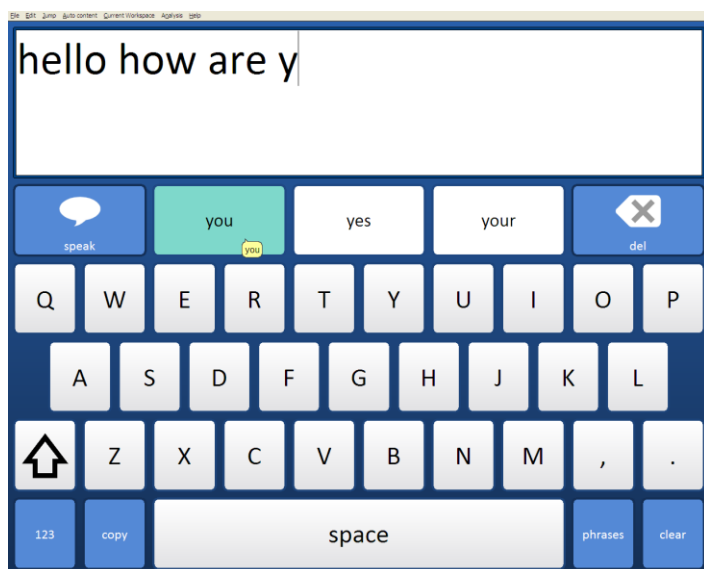 File Edit Jump Auto content Current Workspace Analysis Help
hello how are y
speak you yes your del
you
Q W E R T Y U I O P
A S D F G H J K L
Z X C V B N M , .
123 copy space phrases clear